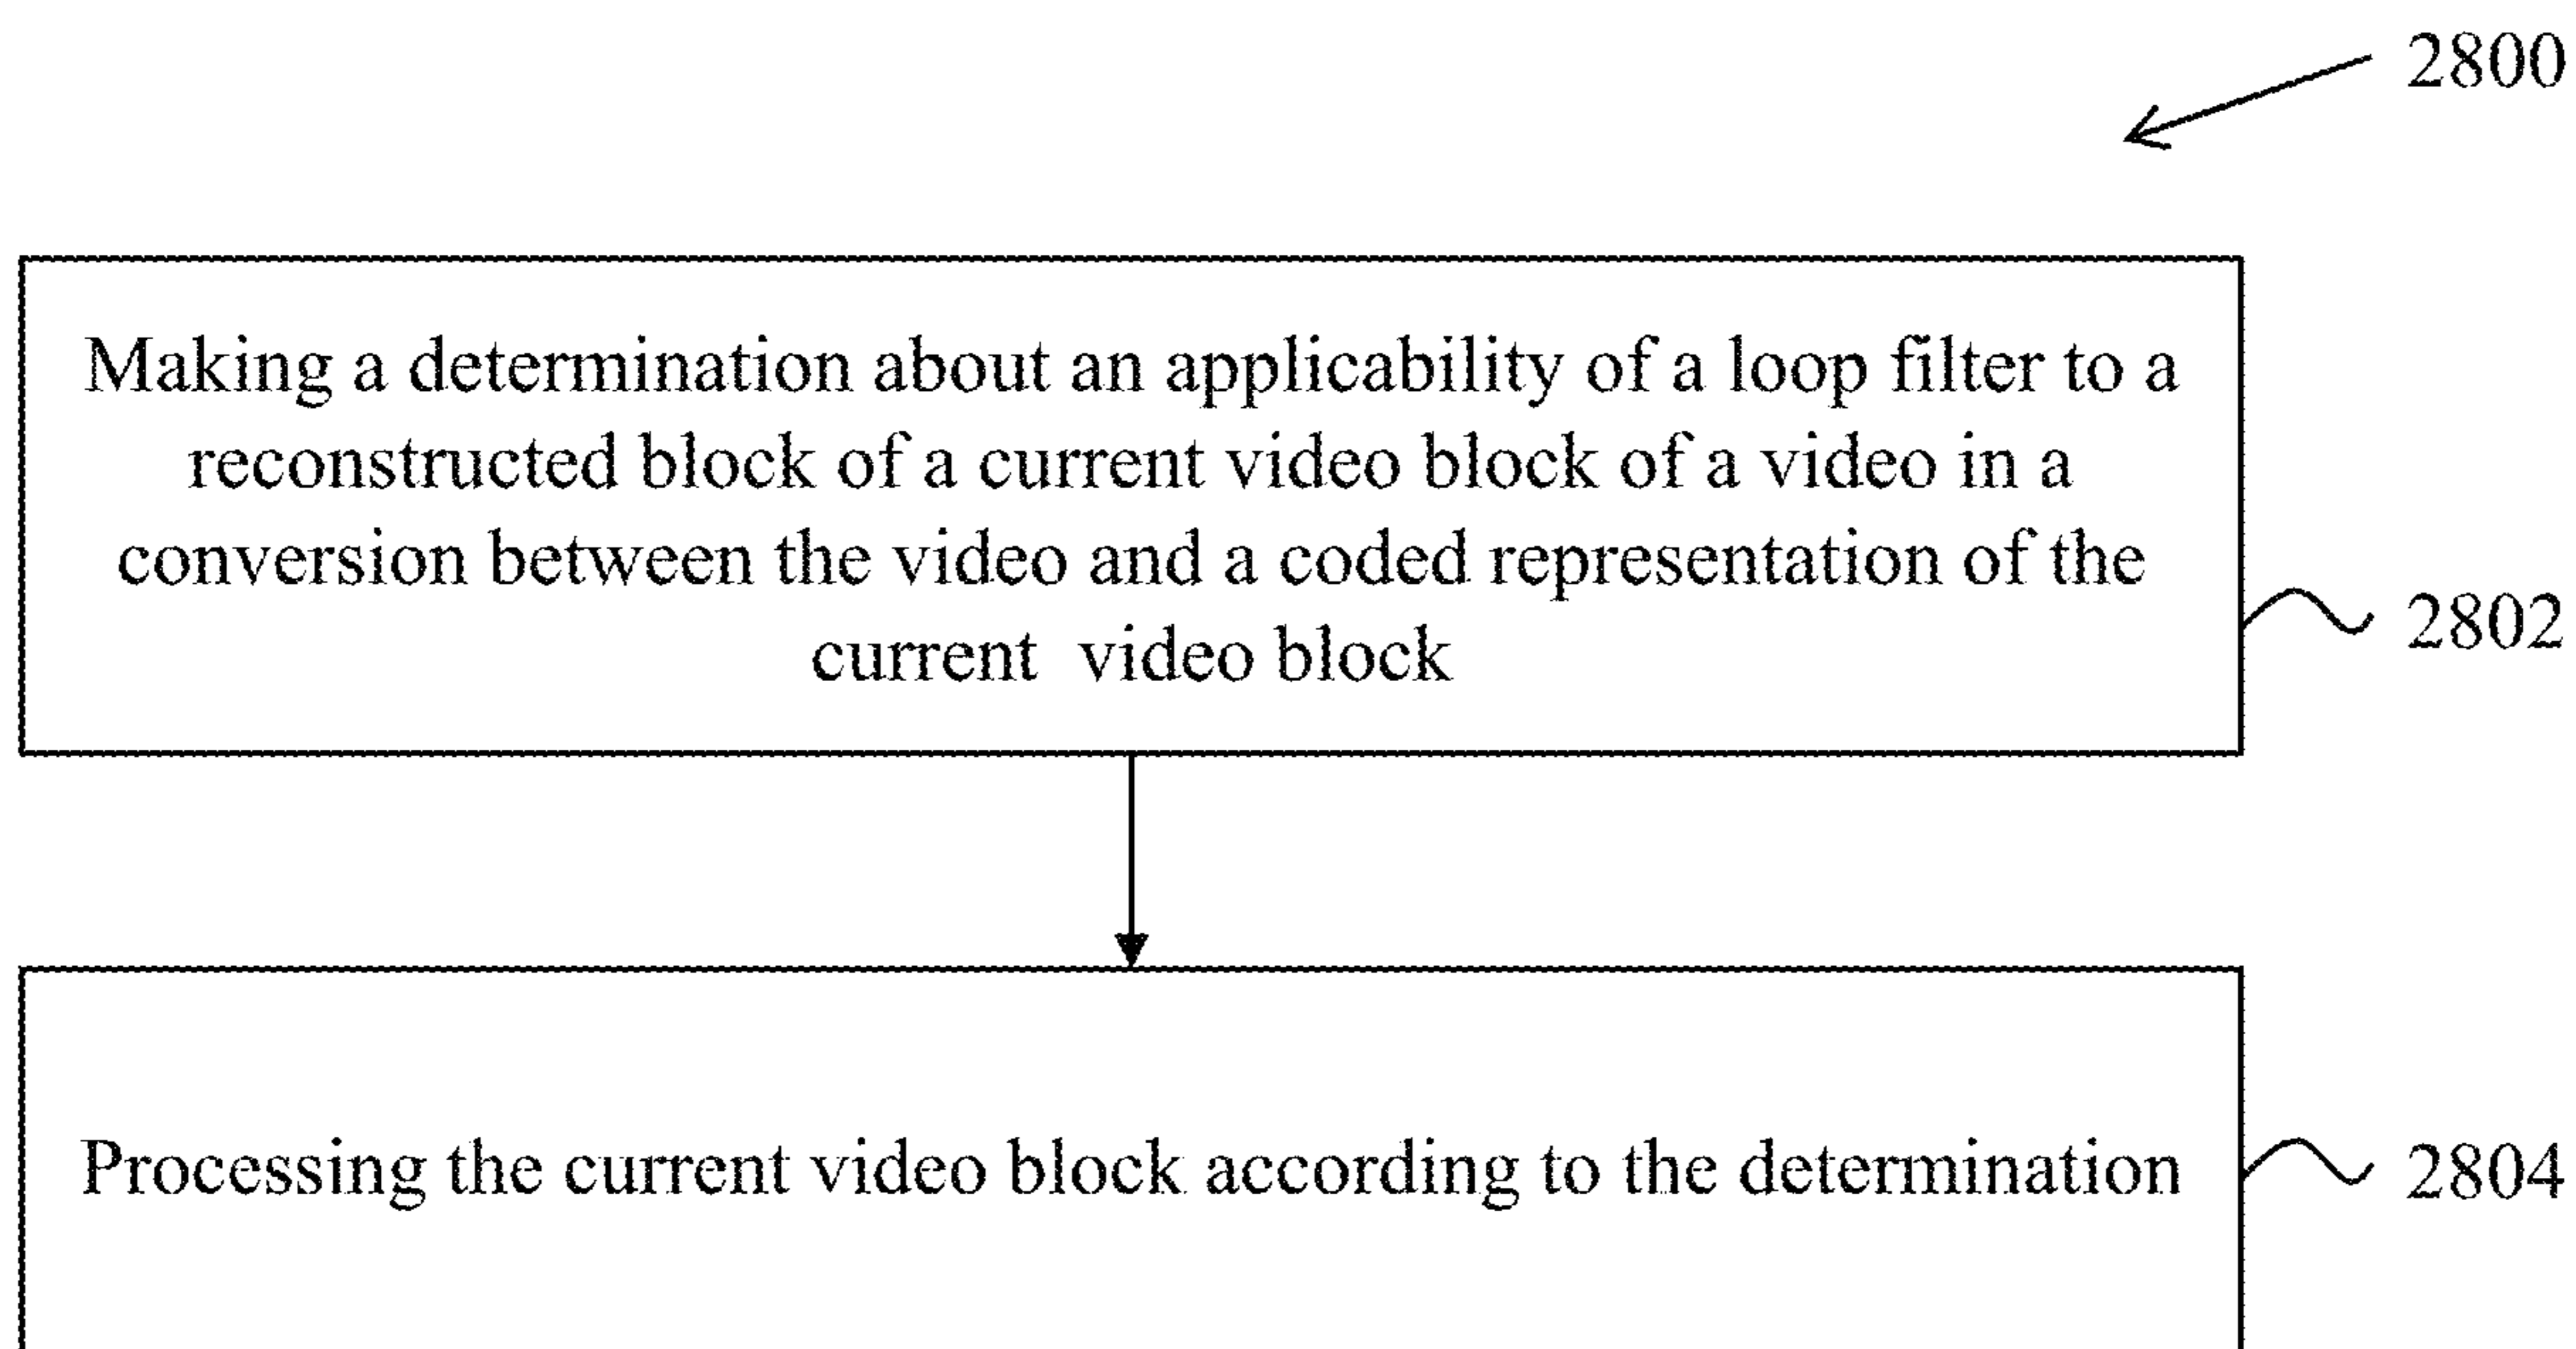 2800
Making a determination about an applicability of a loop filter to a
reconstructed block of a current video block of a video in a
conversion between the video and a coded representation of the
current video block
2802
Processing the current video block according to the determination
2804